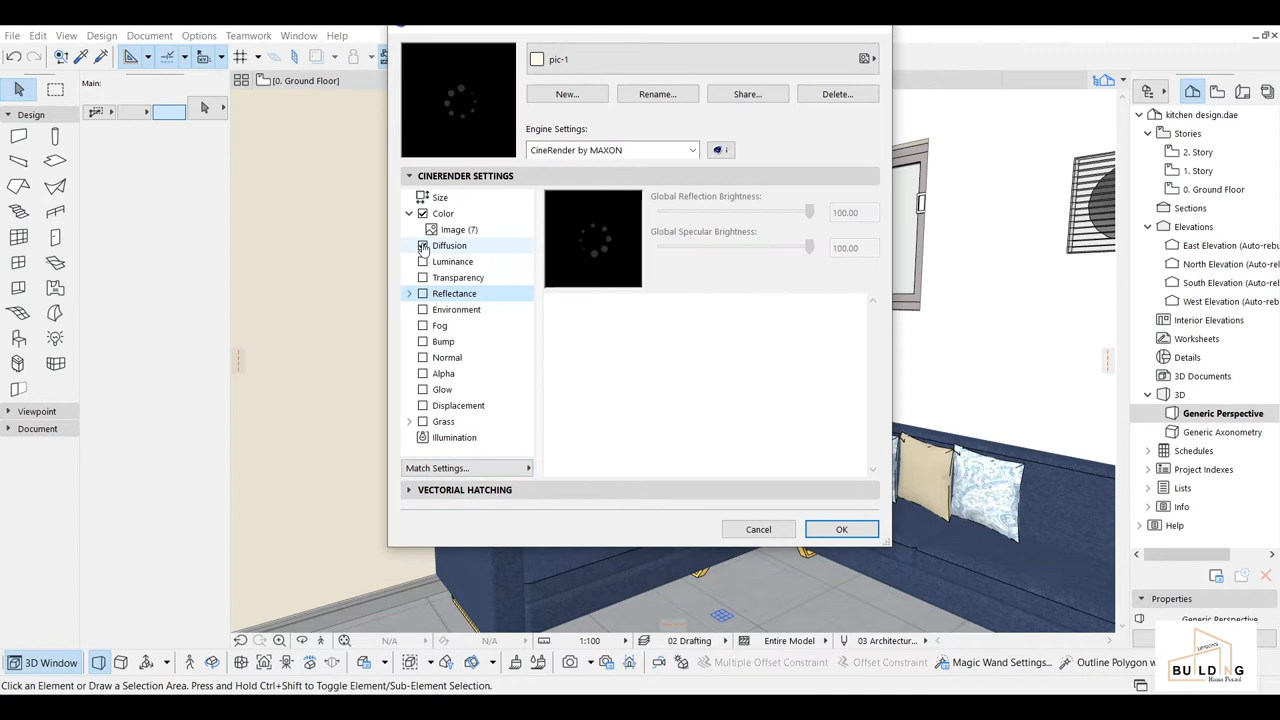 File Edit View Design Document Options Teamwork Window Help
Main:
[0. Ground Floor]
Design
Viewpoint
Document
pic-1
New...
Rename...
Share...
Delete...
Engine Settings:
CineRender by MAXON
CINERENDER SETTINGS
Size
Color
Image (7)
Diffusion
Luminance
Transparency
Reflectance
Environment
Fog
Bump
Normal
Alpha
Glow
Displacement
Grass
Illumination
Match Settings...
Global Reflection Brightness:
100.00
Global Specular Brightness:
100.00
VECTORIAL HATCHING
Cancel
OK
kitchen design.dae
Stories
2. Story
1. Story
0. Ground Floor
Sections
Elevations
East Elevation (Auto-reb
North Elevation (Auto-re
South Elevation (Auto-re
West Elevation (Auto-reb
Interior Elevations
Worksheets
Details
3D Documents
3D
Generic Perspective
Generic Axonometry
Schedules
Project Indexes
Lists
Info
Help
Properties
Generic Perspective
N/A
N/A
1:100
02 Drafting
Entire Model
03 Architectur...
3D Window
Multiple Offset Constraint
Offset Constraint
Magic Wand Settings...
Outline Polygon w
Click an Element or Draw a Selection Area. Press and Hold Ctrl+Shift to Toggle Element/Sub-Element Selection.
BUILDING